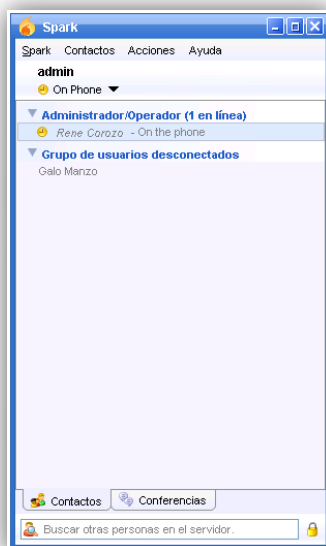 Spark
Spark Contactos Acciones Ayuda
admin
On Phone
Administrador/Operador (1 en línea)
Rene Corozo - On the phone
Grupo de usuarios desconectados
Galo Manzo
Contactos Conferencias
Buscar otras personas en el servidor.